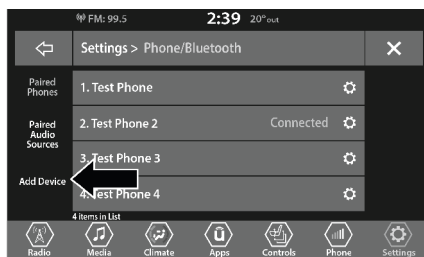 FM: 99.5
2:39
20°out
Settings > Phone/Bluetooth
Paired
Phones
1. Test Phone
Paired
Audio
Sources
2. Test Phone 2 Connected
3. Test Phone 3
Add Device
4. Test Phone 4
4 items in List
Radio
Media
Climate
Apps
Controls
Phone
Settings